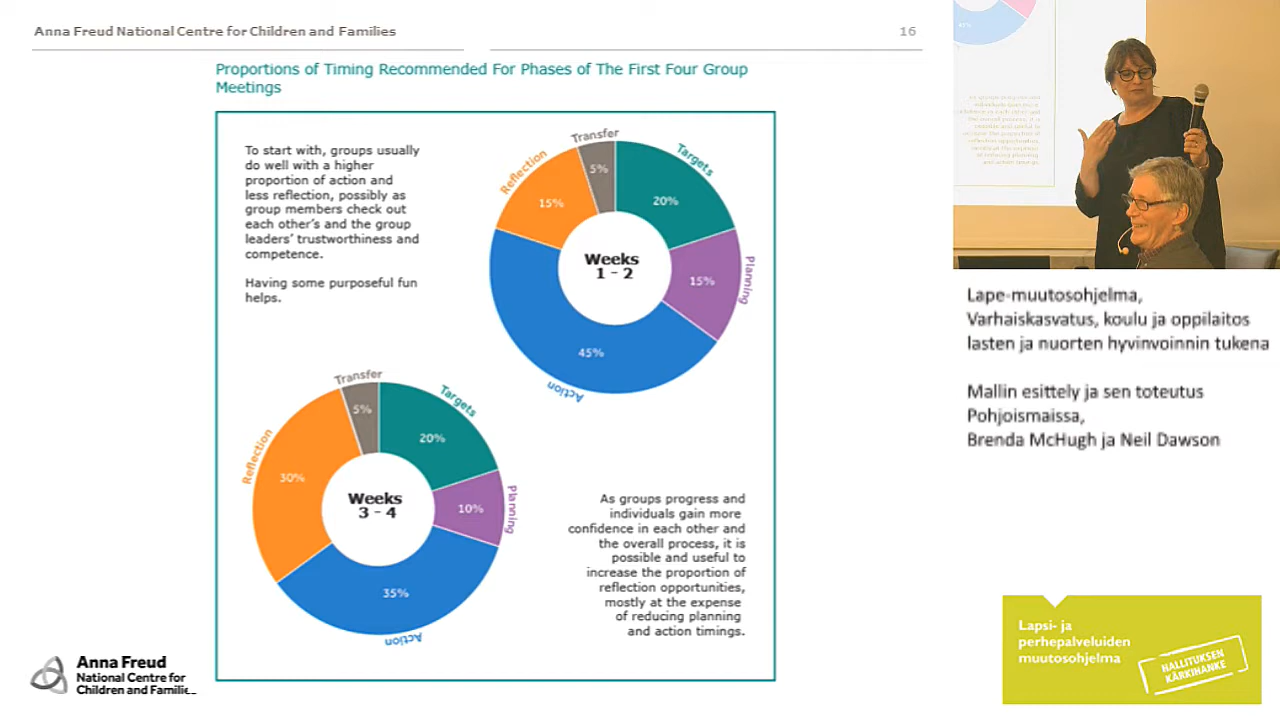 Anna Freud National Centre for Children and Families
16
Proportions of Timing Recommended For Phases of The First Four Group
Meetings
To start with, groups usually
do well with a higher
proportion of action and
less reflection, possibly as
group members check out
each other's and the group
leaders' trustworthiness and
competence.
Having some purposeful fun
helps.
Transfer
5%
Targets
20%
Reflection
15%
Planning
15%
Weeks
1 - 2
45%
Action
Transfer
5%
Targets
20%
Reflection
30%
Planning
10%
Weeks
3 - 4
35%
Action
As groups progress and
individuals gain more
confidence in each other and
the overall process, it is
possible and useful to
increase the proportion of
reflection opportunities,
mostly at the expense
of reducing planning
and action timings.
Anna Freud
National Centre for
Children and Families
Lape-muutosohjelma,
Varhaiskasvatus, koulu ja oppilaitos
lasten ja nuorten hyvinvoinnin tukena
Mallin esittely ja sen toteutus
Pohjoismaissa,
Brenda McHugh ja Neil Dawson
Lapsi- ja
perhepalveluiden
muutosohjelma
HALLITUKSEN
KÄRKIHANKE